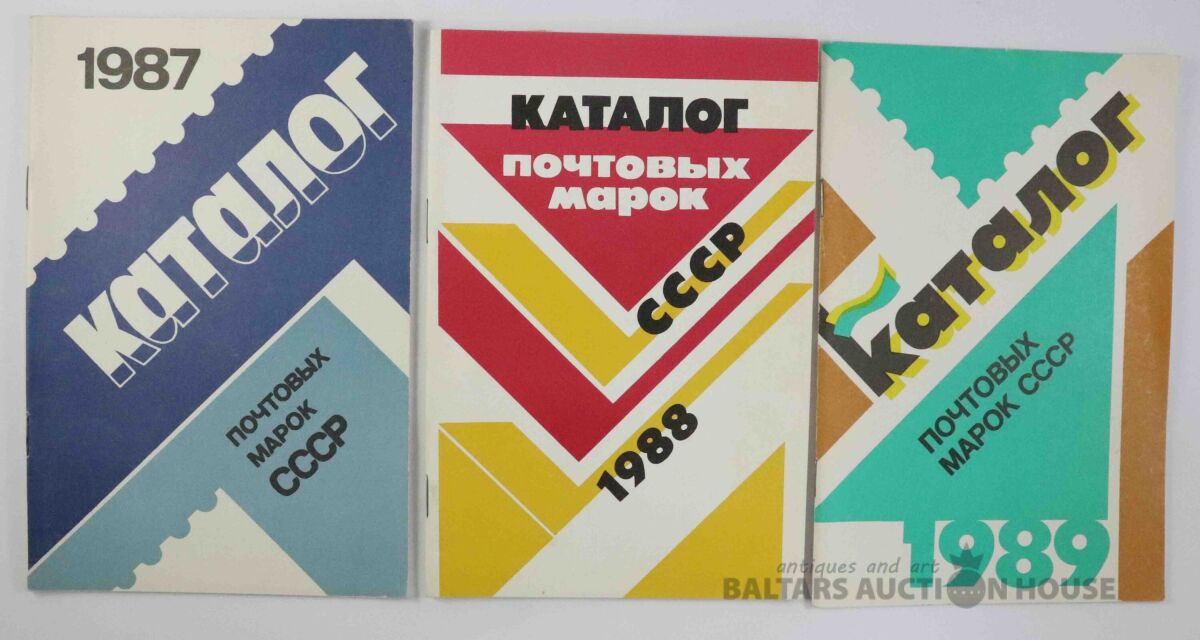 1987
каталог
ПОЧТОВЫХ
МАРОК
СССР
КАТАЛОГ
почтовых
марок
СССР
1988
каталог
ПОЧТОВЫХ
МАРОК СССР
1989
antiques and art
BALTARS AUCTION HOUSE